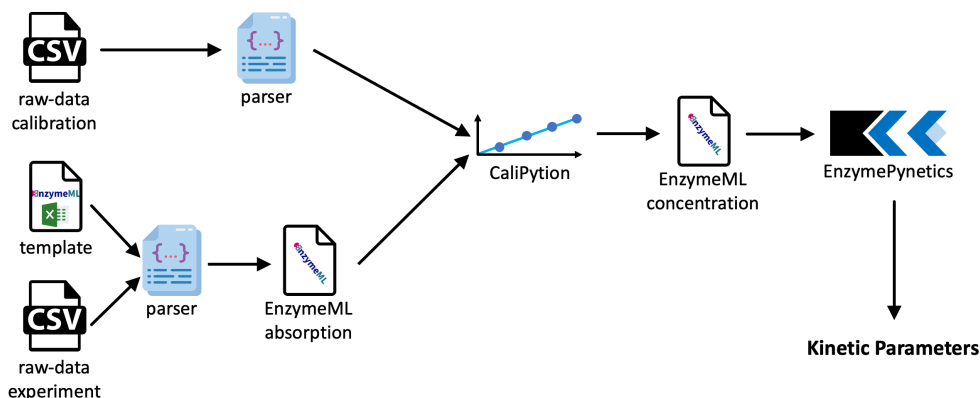 CSV
raw-data
calibration
{...}
parser
EnzymeML
template
CSV
raw-data
experiment
{...}
parser
EnzymeML
EnzymeML
absorption
CaliPytion
EnzymeML
EnzymeML
concentration
EnzymePynetics
Kinetic Parameters